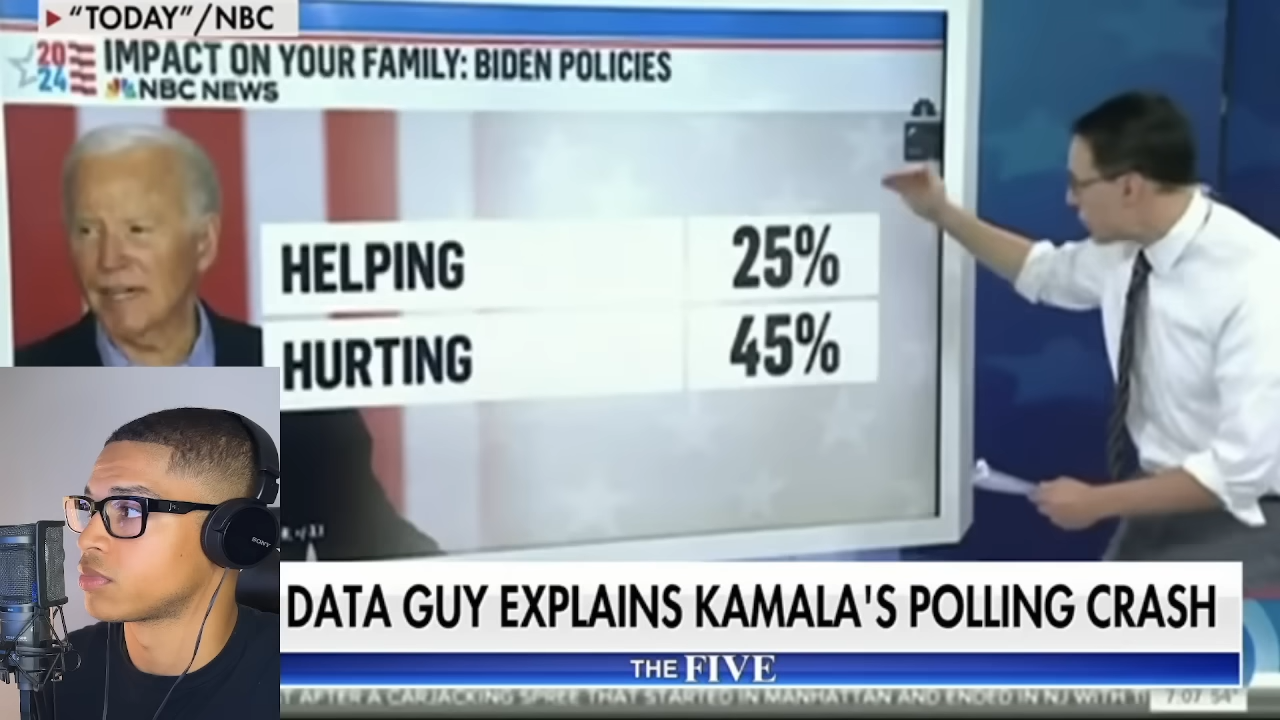 "TODAY"/NBC
2024
IMPACT ON YOUR FAMILY: BIDEN POLICIES
NBC NEWS
HELPING 25%
HURTING 45%
SONY
DATA GUY EXPLAINS KAMALA'S POLLING CRASH
THE FIVE
AFTER A CARJACKING SPREE THAT STARTED IN MANHATTAN AND ENDED IN NJ WITH